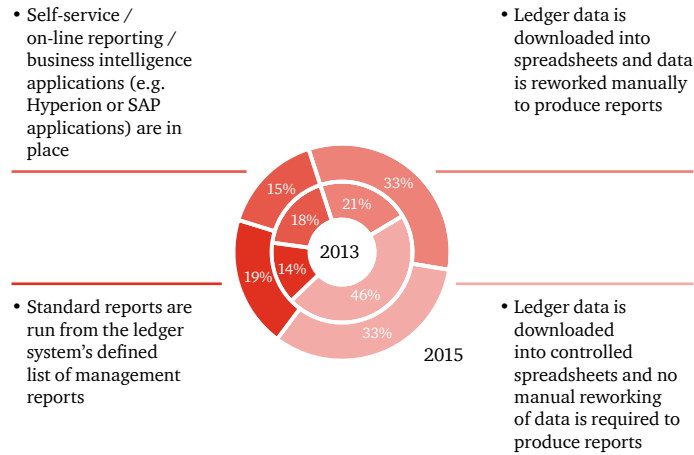 • Self-service /
on-line reporting /
business intelligence
applications (e.g.
Hyperion or SAP
applications) are in
place
• Ledger data is
downloaded into
spreadsheets and data
is reworked manually
to produce reports
15%
33%
18%
21%
2013
19%
14%
46%
33%
2015
• Standard reports are
run from the ledger
system’s defined
list of management
reports
• Ledger data is
downloaded
into controlled
spreadsheets and no
manual reworking
of data is required to
produce reports